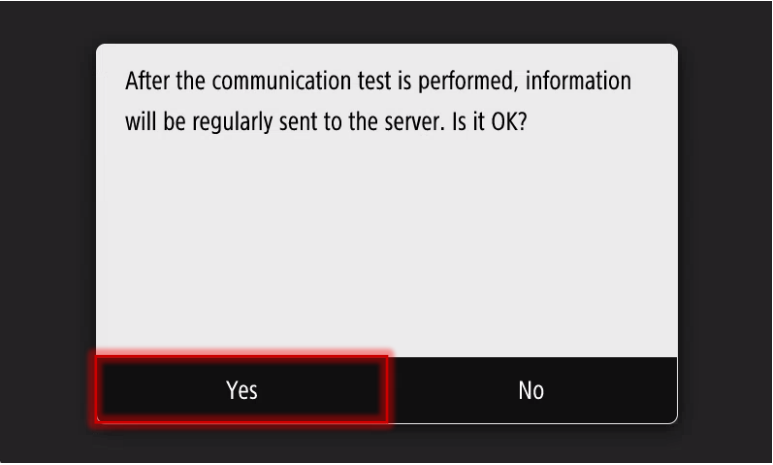 After the communication test is performed, information
will be regularly sent to the server. Is it OK?
Yes
No